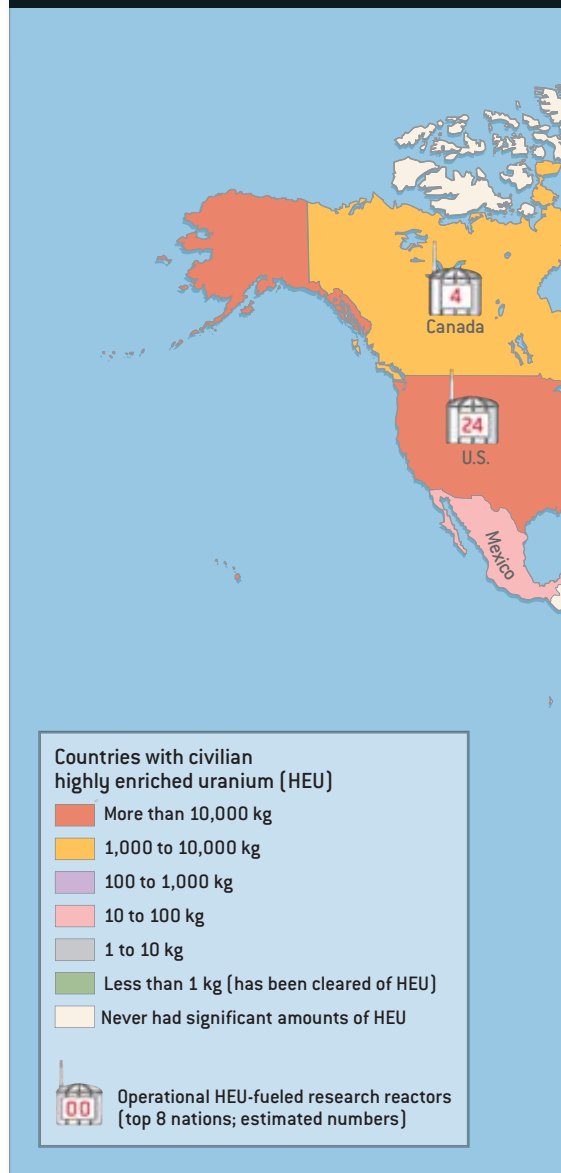 4
Canada
24
U.S.
Mexico
Countries with civilian
highly enriched uranium (HEU)
More than 10,000 kg
1,000 to 10,000 kg
100 to 1,000 kg
10 to 100 kg
1 to 10 kg
Less than 1 kg (has been cleared of HEU)
Never had significant amounts of HEU
00
Operational HEU-fueled research reactors
(top 8 nations; estimated numbers)